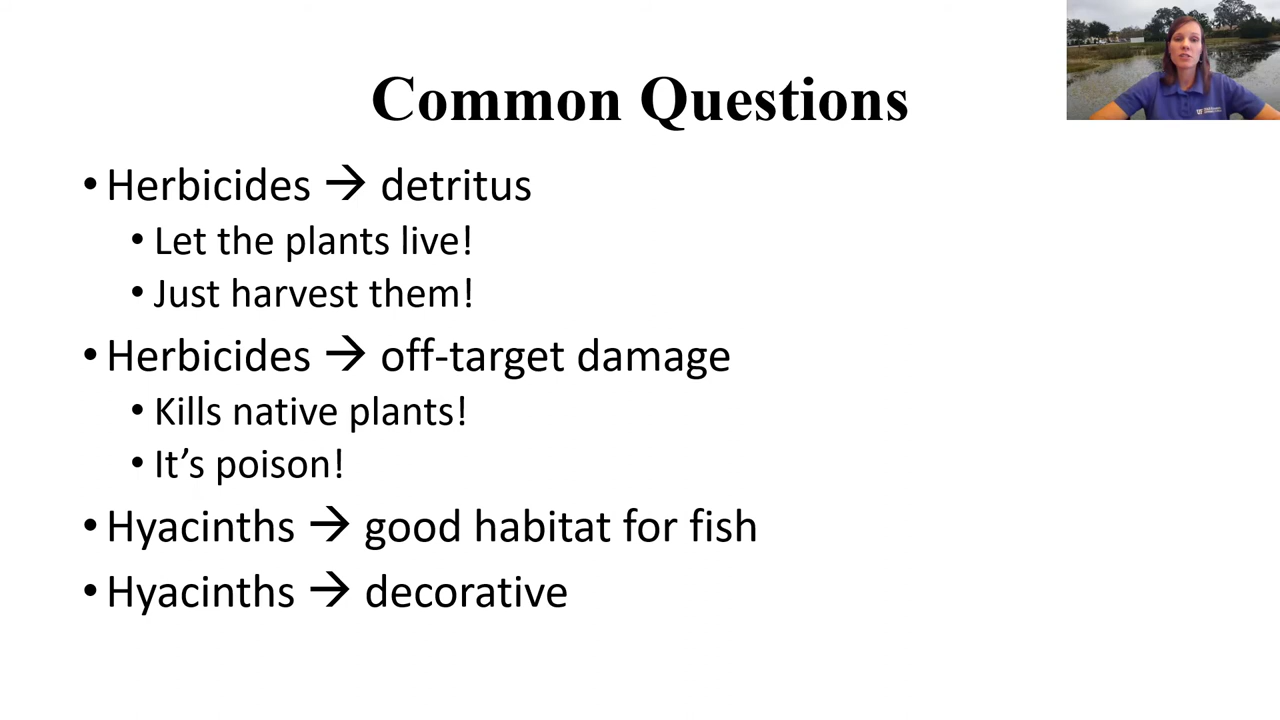 Common Questions
•Herbicides → detritus
•Let the plants live!
•Just harvest them!
•Herbicides → off-target damage
•Kills native plants!
•It’s poison!
•Hyacinths → good habitat for fish
•Hyacinths → decorative